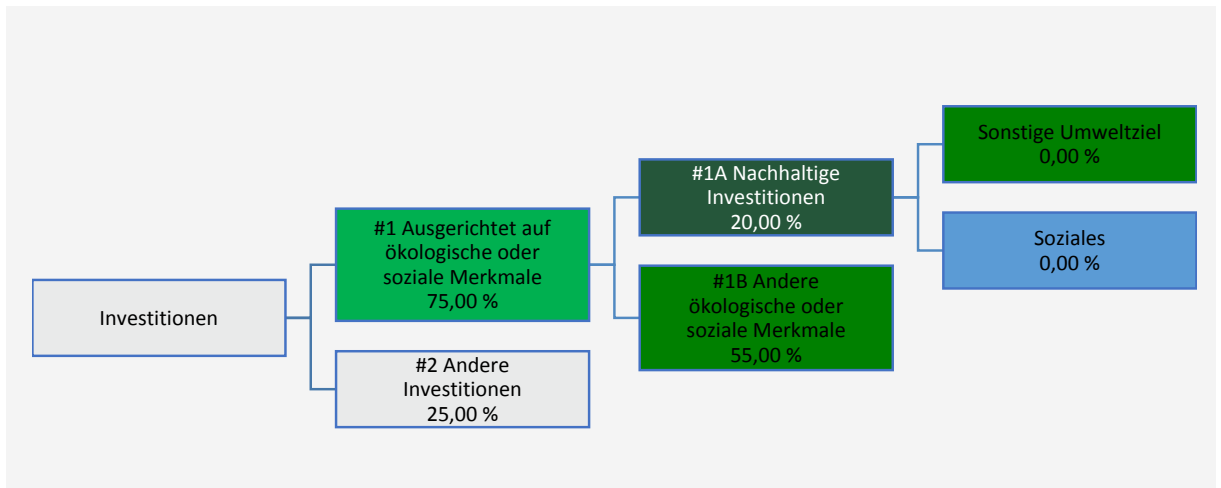 Investitionen
#1 Ausgerichtet auf
ökologische oder
soziale Merkmale
75,00 %
#2 Andere
Investitionen
25,00 %
#1A Nachhaltige
Investitionen
20,00 %
#1B Andere
ökologische oder
soziale Merkmale
55,00 %
Sonstige Umweltziel
0,00 %
Soziales
0,00 %